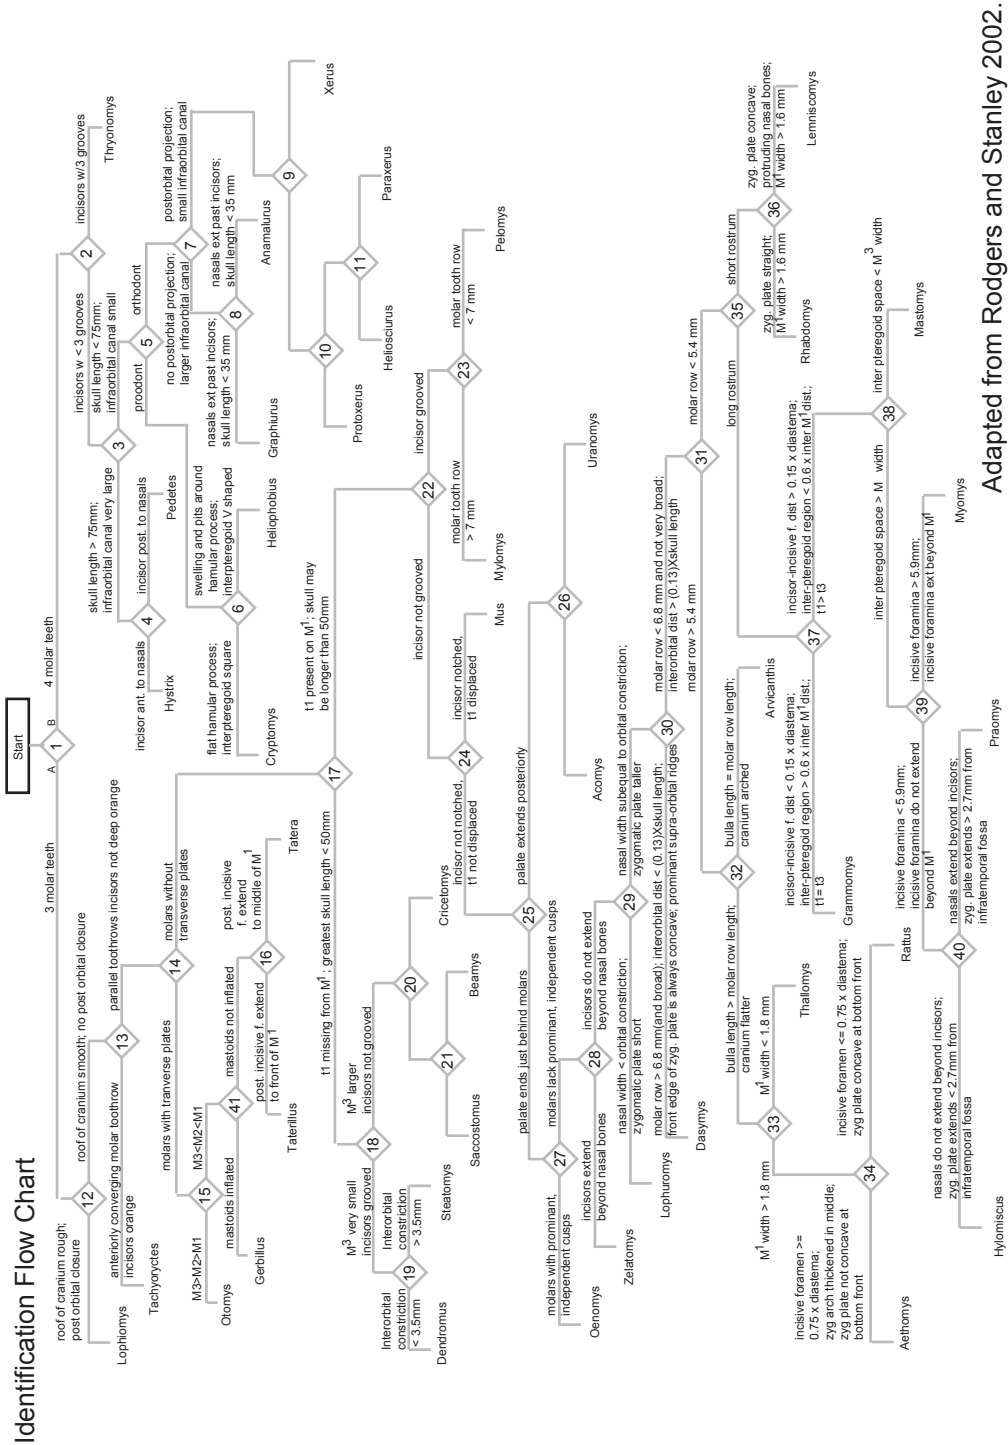 Identification Flow Chart
Start
1
A
B
3 molar teeth
4 molar teeth
12
roof of cranium rough;
post orbital closure
roof of cranium smooth; no post orbital closure
Lophiomys
13
anteriorly converging molar toothrow
incisors orange
parallel toothrows incisors not deep orange
Tachyoryctes
14
molars with tranverse plates
molars without
transverse plates
15
M3>M2>M1
M3<M2<M1
Otomys
41
mastoids inflated
mastoids not inflated
Gerbillus
16
post. incisive f. extend
to front of M1
post. incisive
f. extend
to middle of M1
Taterillus
Tatera
2
incisors w < 3 grooves
incisors w/3 grooves
Thryonomys
3
skull length > 75mm;
infraorbital canal very large
skull length < 75mm;
infraorbital canal small
4
incisor ant. to nasals
incisor post. to nasals
Hystrix
Pedetes
5
proodont
orthodont
6
flat hamular process;
interpteregoid square
swelling and pits around
hamular process;
interpteregoid V shaped
Cryptomys
Heliophobius
7
no postorbital projection;
larger infraorbital canal
postorbital projection;
small infraorbital canal
8
nasals ext past incisors;
skull length < 35 mm
nasals ext past incisors;
skull length < 35 mm
Graphiurus
Anamalurus
9
Xerus
10
Protoxerus
11
Heliosciurus
Paraxerus
17
t1 missing from M1 ; greatest skull length < 50mm
t1 present on M1; skull may
be longer than 50mm
18
M3 very small
incisors grooved
M3 larger
incisors not grooved
19
Interorbital
constriction
< 3.5mm
Interorbital
constriction
> 3.5mm
Dendromus
Steatomys
20
Cricetomys
21
Saccostomus
Beamys
22
incisor not grooved
incisor grooved
23
molar tooth row
> 7 mm
molar tooth row
< 7 mm
Mylomys
Pelomys
24
incisor not notched,
t1 not displaced
incisor notched,
t1 displaced
Mus
25
palate ends just behind molars
palate extends posteriorly
26
Acomys
Uranomys
27
molars with prominent,
independent cusps
molars lack prominent, independent cusps
Oenomys
28
incisors extend
beyond nasal bones
incisors do not extend
beyond nasal bones
Zelatomys
29
nasal width < orbital constriction;
zygomatic plate short
nasal width subequal to orbital constriction;
zygomatic plate taller
Lophuromys
30
molar row > 6.8 mm(and broad); interorbital dist < (0.13)Xskull length;
front edge of zyg. plate is always concave; prominent supra-orbital ridges
molar row < 6.8 mm and not very broad;
interorbital dist > (0.13)Xskull length
Dasymys
31
molar row > 5.4 mm
molar row < 5.4 mm
32
bulla length > molar row length;
cranium flatter
bulla length = molar row length;
cranium arched
Arvicanthis
33
M1 width > 1.8 mm
M1 width < 1.8 mm
Thallomys
34
incisive foramen >=
0.75 x diastema;
zyg arch thickened in middle;
zyg plate not concave at
bottom front
incisive foramen <= 0.75 x diastema;
zyg plate concave at bottom front
Aethomys
Rattus
35
long rostrum
short rostrum
36
zyg. plate straight;
M1 width > 1.6 mm
zyg. plate concave;
protruding nasal bones;
M1 width > 1.6 mm
Rhabdomys
Lemniscomys
37
incisor-incisive f. dist < 0.15 x diastema;
inter-pteregoid region > 0.6 x inter M1 dist.;
t1= t3
incisor-incisive f. dist > 0.15 x diastema;
inter-pteregoid region < 0.6 x inter M1dist.;
t1> t3
Grammomys
38
inter pteregoid space > M width
inter pteregoid space < M3 width
Mastomys
39
incisive foramina < 5.9mm;
incisive foramina do not extend
beyond M1
incisive foramina > 5.9mm;
incisive foramina ext beyond M1
Myomys
40
nasals do not extend beyond incisors;
zyg. plate extends < 2.7mm from
infratemporal fossa
nasals extend beyond incisors;
zyg. plate extends > 2.7mm from
infratemporal fossa
Hylomiscus
Praomys
Adapted from Rodgers and Stanley 2002.